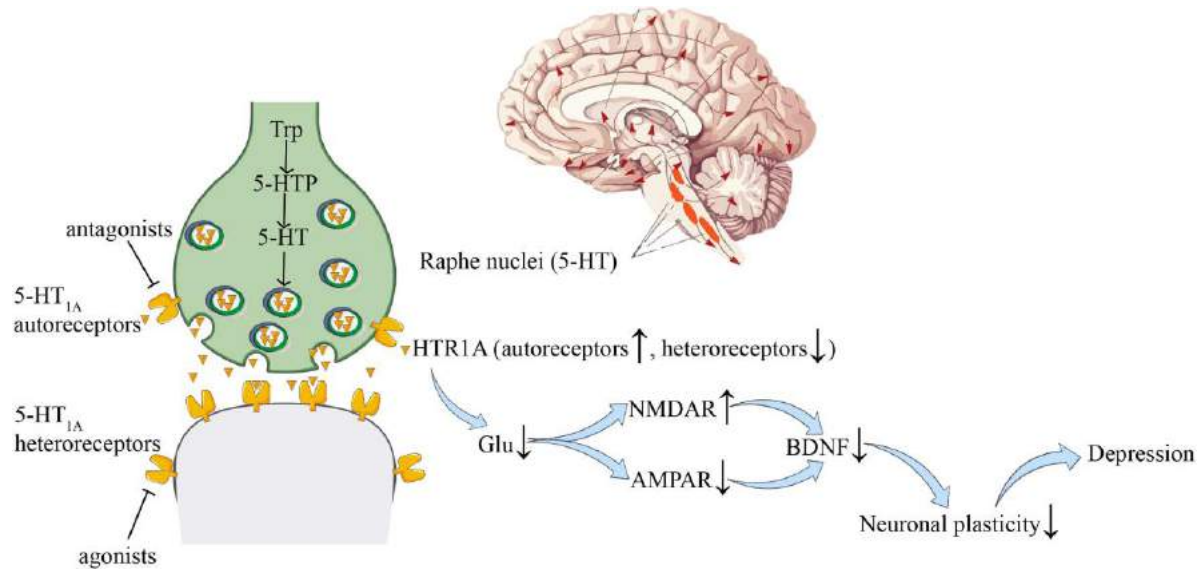 Trp
5-HTP
5-HT
antagonists
5-HT1A
autoreceptors
5-HT1A
heteroreceptors
agonists
Raphe nuclei (5-HT)
HTR1A (autoreceptors↑, heteroreceptors↓)
Glu↓
NMDAR↑
AMPAR↓
BDNF↓
Neuronal plasticity↓
Depression